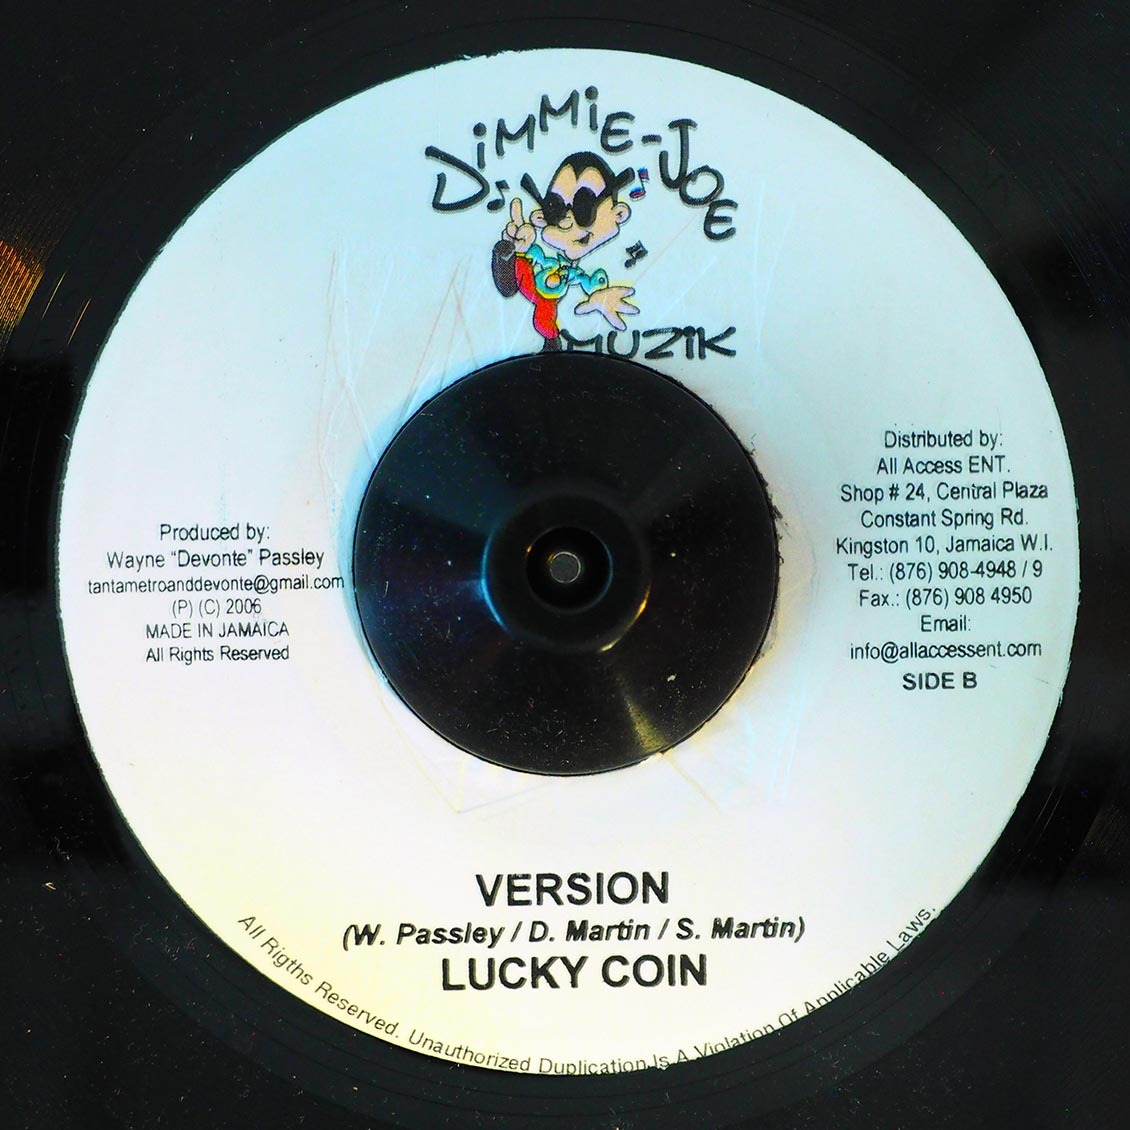 DiMMiE-JOE
MUZIK
Produced by:
Wayne "Devonte" Passley
tantametroanddevonte@gmail.com
(P) (C) 2006
MADE IN JAMAICA
All Rights Reserved
Distributed by:
All Access ENT.
Shop # 24, Central Plaza
Constant Spring Rd.
Kingston 10, Jamaica W.I.
Tel.: (876) 908-4948 / 9
Fax.: (876) 908 4950
Email:
info@allaccessent.com
SIDE B
VERSION
(W. Passley / D. Martin / S. Martin)
LUCKY COIN
All Rigths Reserved. Unauthorized Duplication Is A Violation Of Applicable Laws.